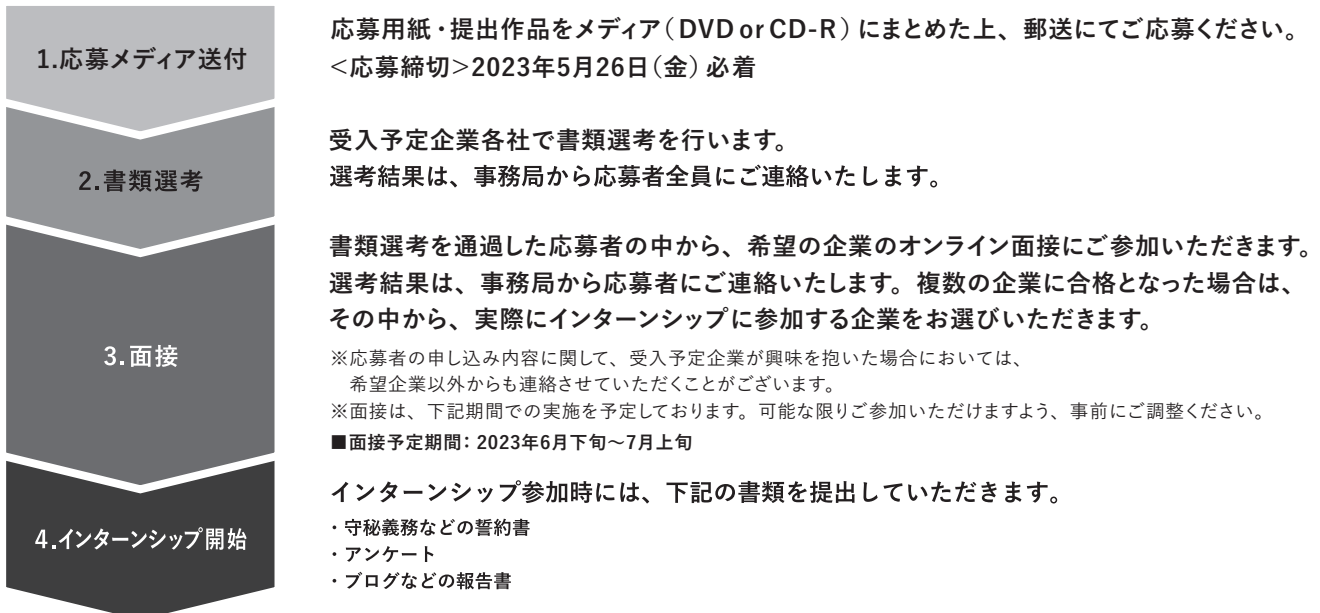 1.応募メディア送付
応募用紙・提出作品をメディア（DVD or CD-R）にまとめた上、郵送にてご応募ください。
<応募締切>2023年5月26日（金）必着
2.書類選考
受入予定企業各社で書類選考を行います。
選考結果は、事務局から応募者全員にご連絡いたします。
3.面接
書類選考を通過した応募者の中から、希望の企業のオンライン面接にご参加いただきます。
選考結果は、事務局から応募者にご連絡いたします。複数の企業に合格となった場合は、
その中から、実際にインターンシップに参加する企業をお選びいただきます。
※応募者の申し込み内容に関して、受入予定企業が興味を抱いた場合においては、
希望企業以外からも連絡させていただくことがございます。
※面接は、下記期間での実施を予定しております。可能な限りご参加いただけますよう、事前にご調整ください。
■面接予定期間：2023年6月下旬〜7月上旬
4.インターンシップ開始
インターンシップ参加時には、下記の書類を提出していただきます。
・守秘義務などの誓約書
・アンケート
・ブログなどの報告書